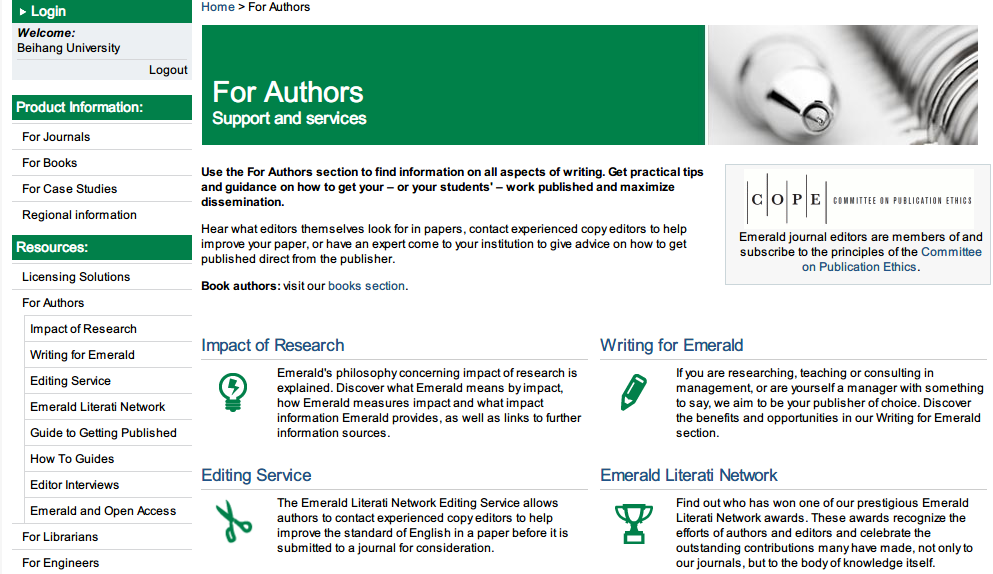 Login
Welcome:
Beihang University
Logout
Product Information:
For Journals
For Books
For Case Studies
Regional information
Resources:
Licensing Solutions
For Authors
Impact of Research
Writing for Emerald
Editing Service
Emerald Literati Network
Guide to Getting Published
How To Guides
Editor Interviews
Emerald and Open Access
For Librarians
For Engineers
Home > For Authors
For Authors
Support and services
Use the For Authors section to find information on all aspects of writing. Get practical tips
and guidance on how to get your – or your students' – work published and maximize
dissemination.
Hear what editors themselves look for in papers, contact experienced copy editors to help
improve your paper, or have an expert come to your institution to give advice on how to get
published direct from the publisher.
Book authors: visit our books section.
COPE COMMITTEE ON PUBLICATION ETHICS
Emerald journal editors are members of and
subscribe to the principles of the Committee
on Publication Ethics.
Impact of Research
Emerald's philosophy concerning impact of research is
explained. Discover what Emerald means by impact,
how Emerald measures impact and what impact
information Emerald provides, as well as links to further
information sources.
Writing for Emerald
If you are researching, teaching or consulting in
management, or are yourself a manager with something
to say, we aim to be your publisher of choice. Discover
the benefits and opportunities in our Writing for Emerald
section.
Editing Service
The Emerald Literati Network Editing Service allows
authors to contact experienced copy editors to help
improve the standard of English in a paper before it is
submitted to a journal for consideration.
Emerald Literati Network
Find out who has won one of our prestigious Emerald
Literati Network awards. These awards recognize the
efforts of authors and editors and celebrate the
outstanding contributions many have made, not only to
our journals, but to the body of knowledge itself.